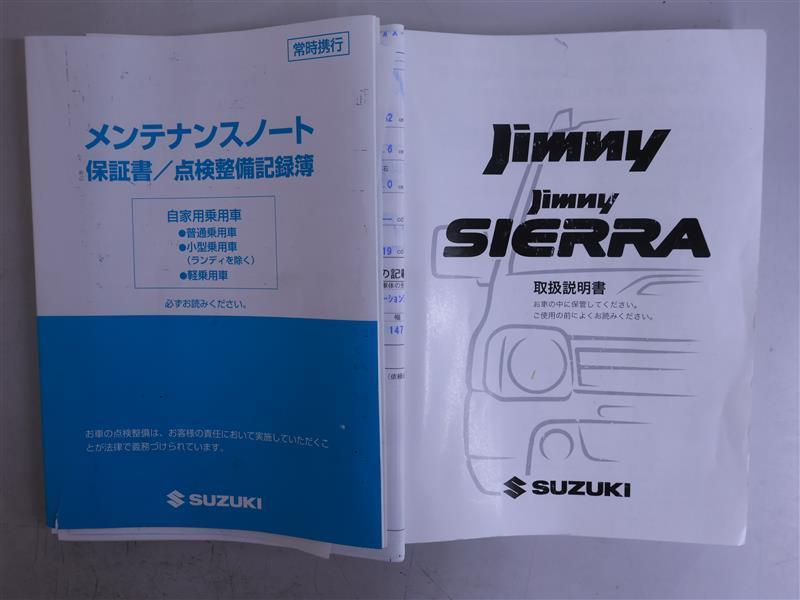 常時携行
メンテナンスノート
保証書／点検整備記録簿
自家用乗用車
●普通乗用車
●小型乗用車
（ランディを除く）
●軽乗用車
必ずお読みください。
お車の点検整備は、お客様の責任において実施していただくこ
とが法律で義務づけられています。
SUZUKI
の記載
147
Jimny
Jimny
SIERRA
取扱説明書
お車の中に保管してください。
ご使用の前によくお読みください。
SUZUKI